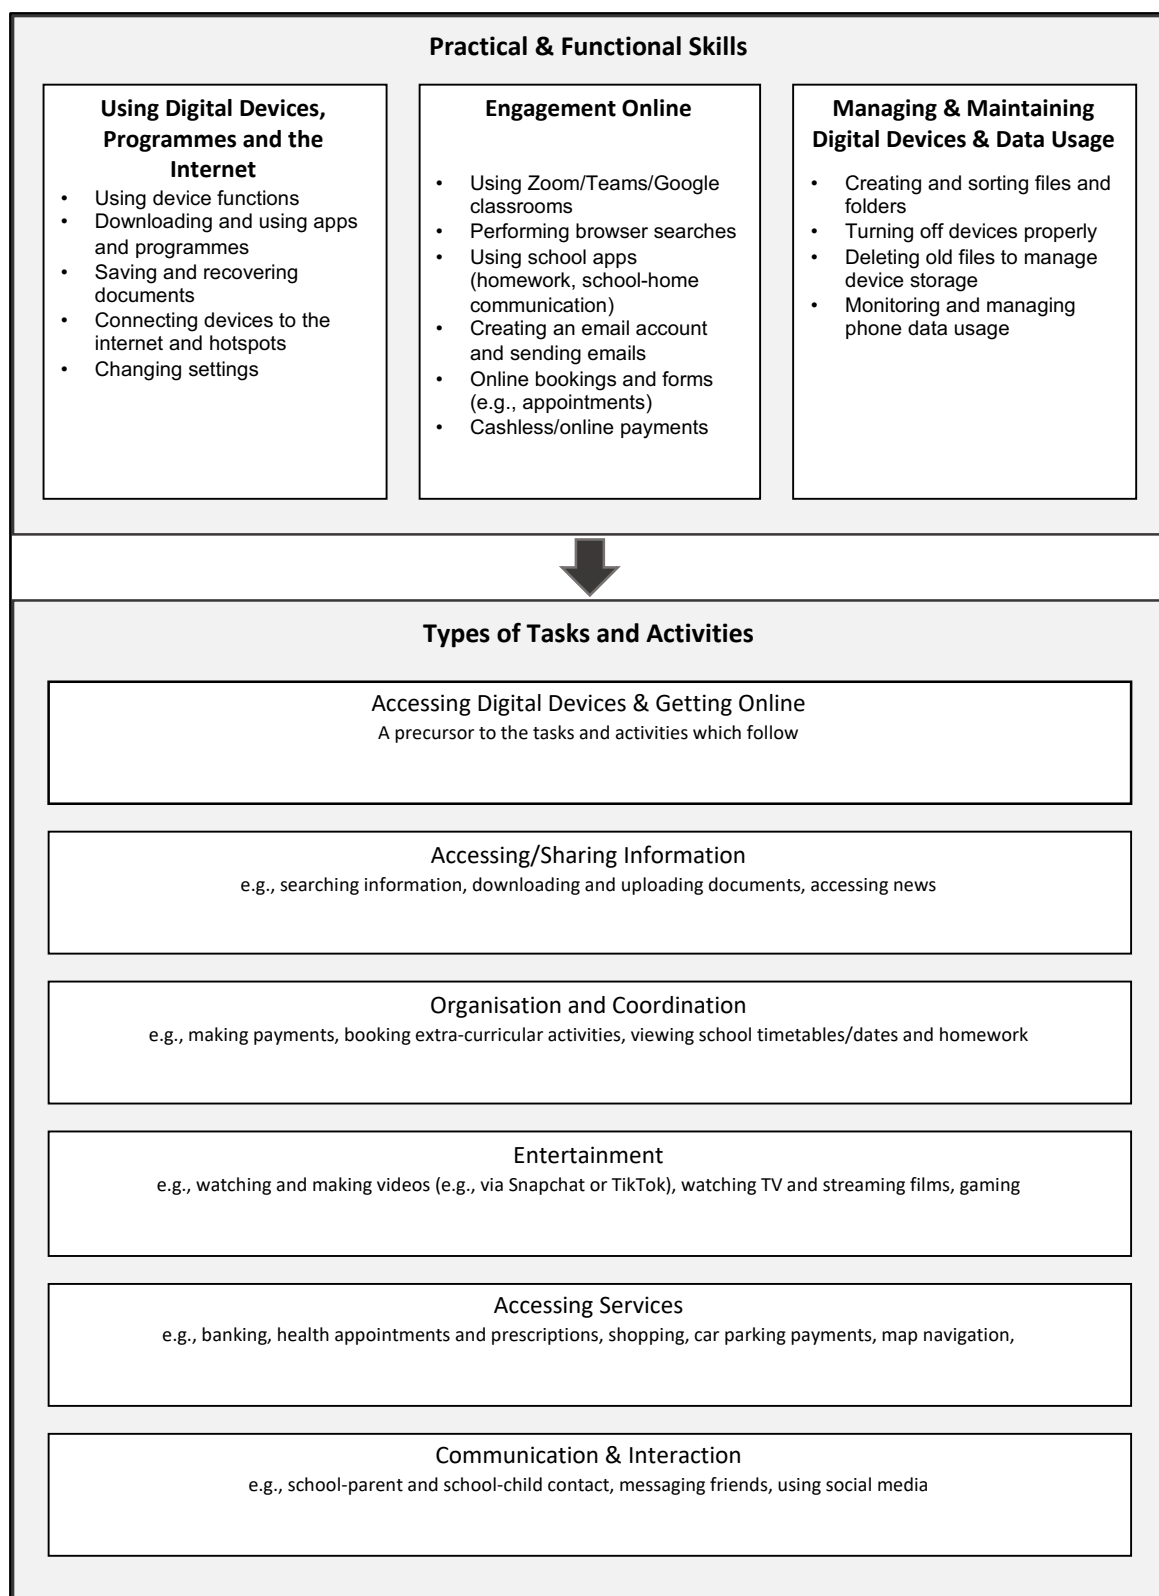 Practical & Functional Skills
Using Digital Devices,
Programmes and the
Internet
• Using device functions
• Downloading and using apps
and programmes
• Saving and recovering
documents
• Connecting devices to the
internet and hotspots
• Changing settings
Engagement Online
• Using Zoom/Teams/Google
classrooms
• Performing browser searches
• Using school apps
(homework, school-home
communication)
• Creating an email account
and sending emails
• Online bookings and forms
(e.g., appointments)
• Cashless/online payments
Managing & Maintaining
Digital Devices & Data Usage
• Creating and sorting files and
folders
• Turning off devices properly
• Deleting old files to manage
device storage
• Monitoring and managing
phone data usage
Types of Tasks and Activities
Accessing Digital Devices & Getting Online
A precursor to the tasks and activities which follow
Accessing/Sharing Information
e.g., searching information, downloading and uploading documents, accessing news
Organisation and Coordination
e.g., making payments, booking extra-curricular activities, viewing school timetables/dates and homework
Entertainment
e.g., watching and making videos (e.g., via Snapchat or TikTok), watching TV and streaming films, gaming
Accessing Services
e.g., banking, health appointments and prescriptions, shopping, car parking payments, map navigation,
Communication & Interaction
e.g., school-parent and school-child contact, messaging friends, using social media